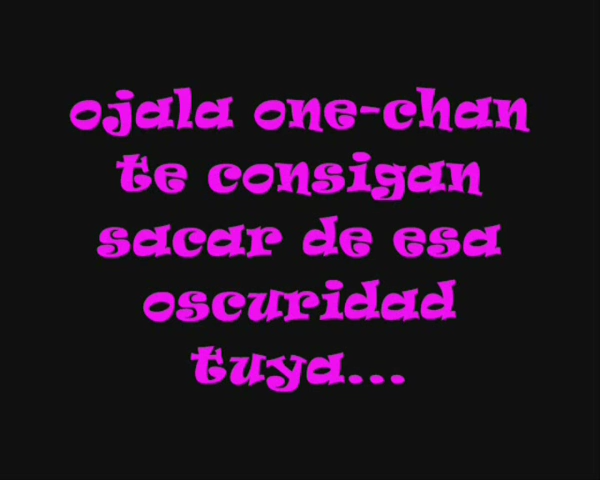 ojala one-chan
te consigan
sacar de esa
oscuridad
tuya...